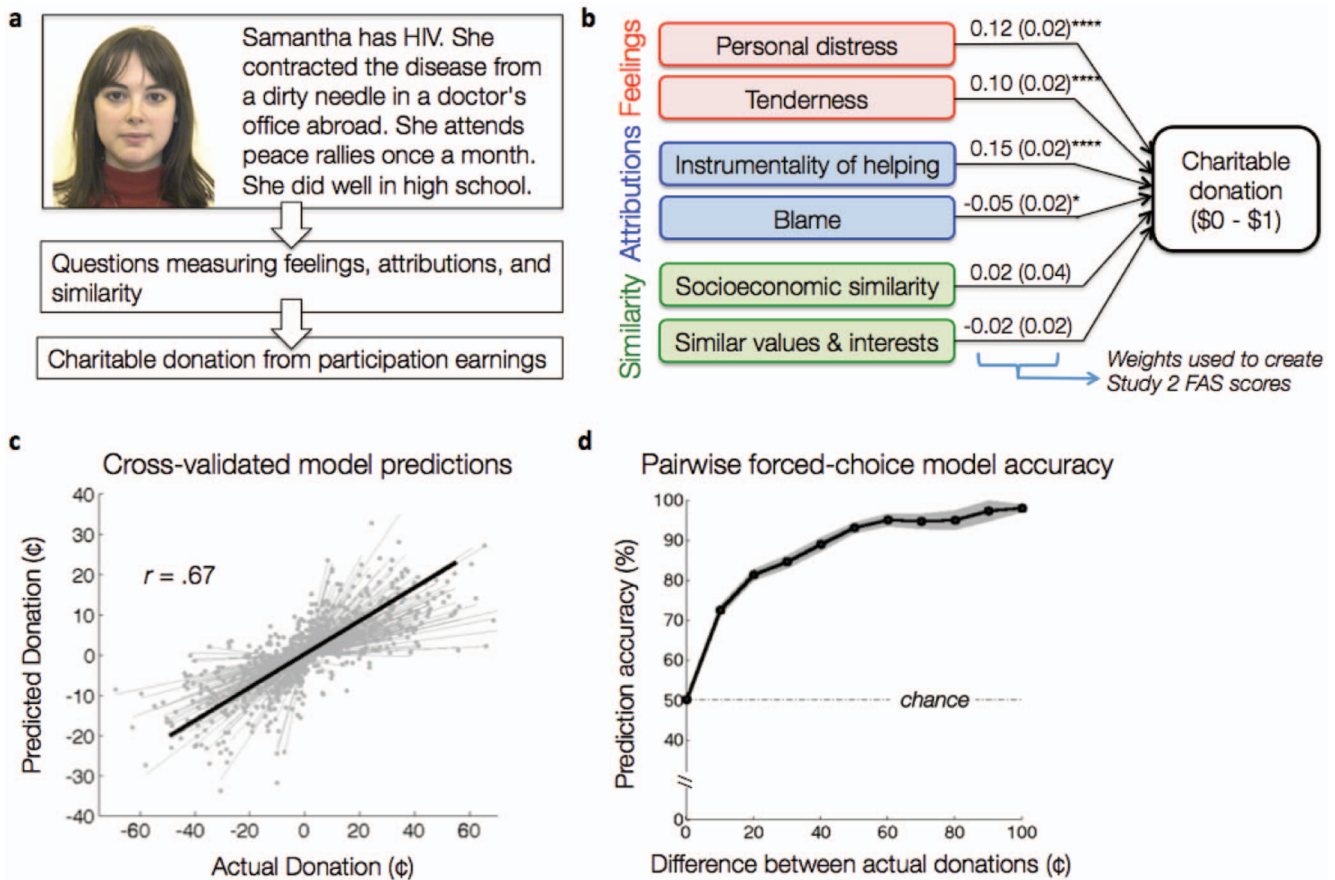 a
Samantha has HIV. She
contracted the disease from
a dirty needle in a doctor's
office abroad. She attends
peace rallies once a month.
She did well in high school.
Questions measuring feelings, attributions, and
similarity
Charitable donation from participation earnings
b
Feelings
Personal distress
0.12 (0.02)****
Tenderness
0.10 (0.02)****
Attributions
Instrumentality of helping
0.15 (0.02)****
Blame
-0.05 (0.02)*
Similarity
Socioeconomic similarity
0.02 (0.04)
Similar values & interests
-0.02 (0.02)
Charitable
donation
($0 - $1)
Weights used to create
Study 2 FAS scores
c
Cross-validated model predictions
r = .67
Predicted Donation (¢)
40
30
20
10
0
-10
-20
-30
-40
-60 -40 -20 0 20 40 60
Actual Donation (¢)
d
Pairwise forced-choice model accuracy
Prediction accuracy (%)
100
90
80
70
60
50
40
0
chance
0 20 40 60 80 100
Difference between actual donations (¢)